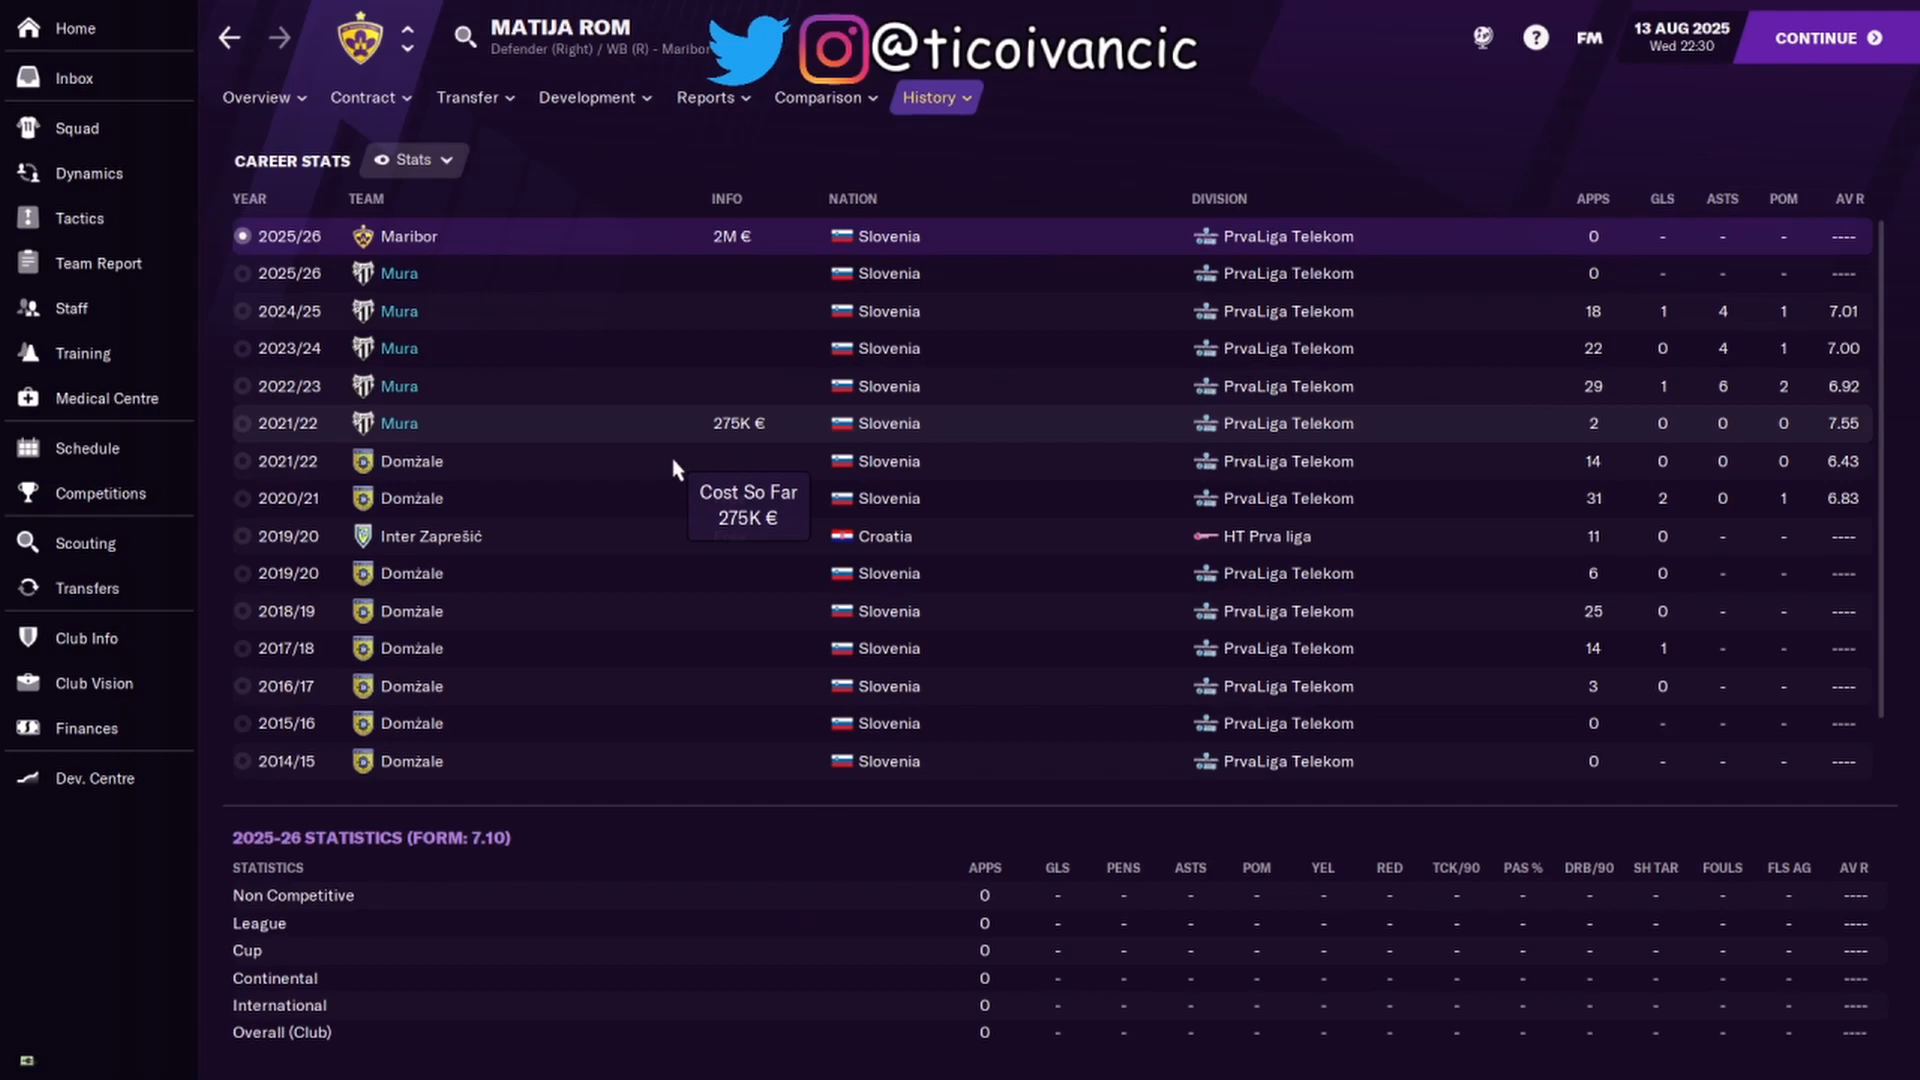 Home
Inbox
Squad
Dynamics
Tactics
Team Report
Staff
Training
Medical Centre
Schedule
Competitions
Scouting
Transfers
Club Info
Club Vision
Finances
Dev. Centre
MATIJA ROM
Defender (Right) / WB (R) - Maribor
@ticoivancic
FM
13 AUG 2025
Wed 22:30
CONTINUE
Overview Contract Transfer Development Reports Comparison History
CAREER STATS Stats
YEAR TEAM INFO NATION DIVISION APPS GLS ASTS POM AV R
2025/26 Maribor 2M € Slovenia PrvaLiga Telekom 0 - - - ----
2025/26 Mura Slovenia PrvaLiga Telekom 0 - - - ----
2024/25 Mura Slovenia PrvaLiga Telekom 18 1 4 1 7.01
2023/24 Mura Slovenia PrvaLiga Telekom 22 0 4 1 7.00
2022/23 Mura Slovenia PrvaLiga Telekom 29 1 6 2 6.92
2021/22 Mura 275K € Slovenia PrvaLiga Telekom 2 0 0 0 7.55
2021/22 Domžale Slovenia PrvaLiga Telekom 14 0 0 0 6.43
2020/21 Domžale Slovenia PrvaLiga Telekom 31 2 0 1 6.83
2019/20 Inter Zaprešić Croatia HT Prva liga 11 0 - - ----
2019/20 Domžale Slovenia PrvaLiga Telekom 6 0 - - ----
2018/19 Domžale Slovenia PrvaLiga Telekom 25 0 - - ----
2017/18 Domžale Slovenia PrvaLiga Telekom 14 1 - - ----
2016/17 Domžale Slovenia PrvaLiga Telekom 3 0 - - ----
2015/16 Domžale Slovenia PrvaLiga Telekom 0 - - - ----
2014/15 Domžale Slovenia PrvaLiga Telekom 0 - - - ----
Cost So Far
275K €
2025-26 STATISTICS (FORM: 7.10)
STATISTICS APPS GLS PENS ASTS POM YEL RED TCK/90 PAS % DRB/90 SH TAR FOULS FLS AG AV R
Non Competitive 0 - - - - - - - - - - - - ----
League 0 - - - - - - - - - - - - ----
Cup 0 - - - - - - - - - - - - ----
Continental 0 - - - - - - - - - - - - ----
International 0 - - - - - - - - - - - - ----
Overall (Club) 0 - - - - - - - - - - - - ----